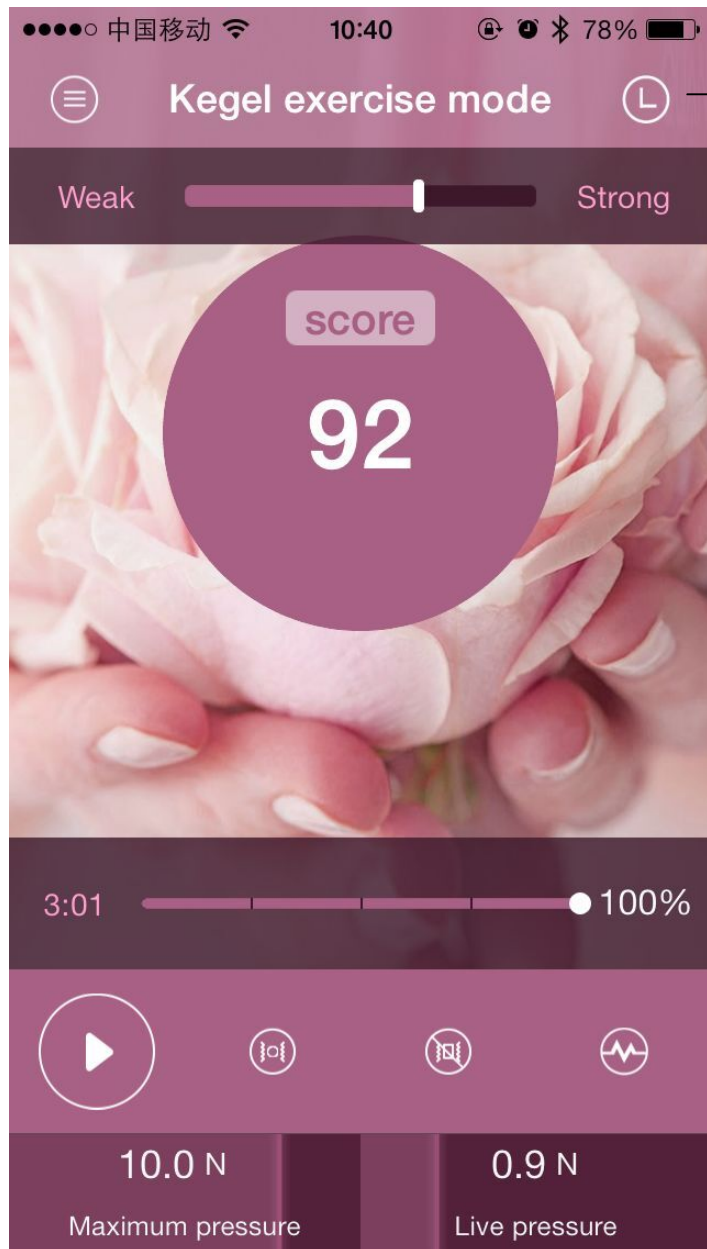 中国移动 10:40 78%
Kegel exercise mode
Weak Strong
score
92
3:01 100%
10.0 N 0.9 N
Maximum pressure Live pressure